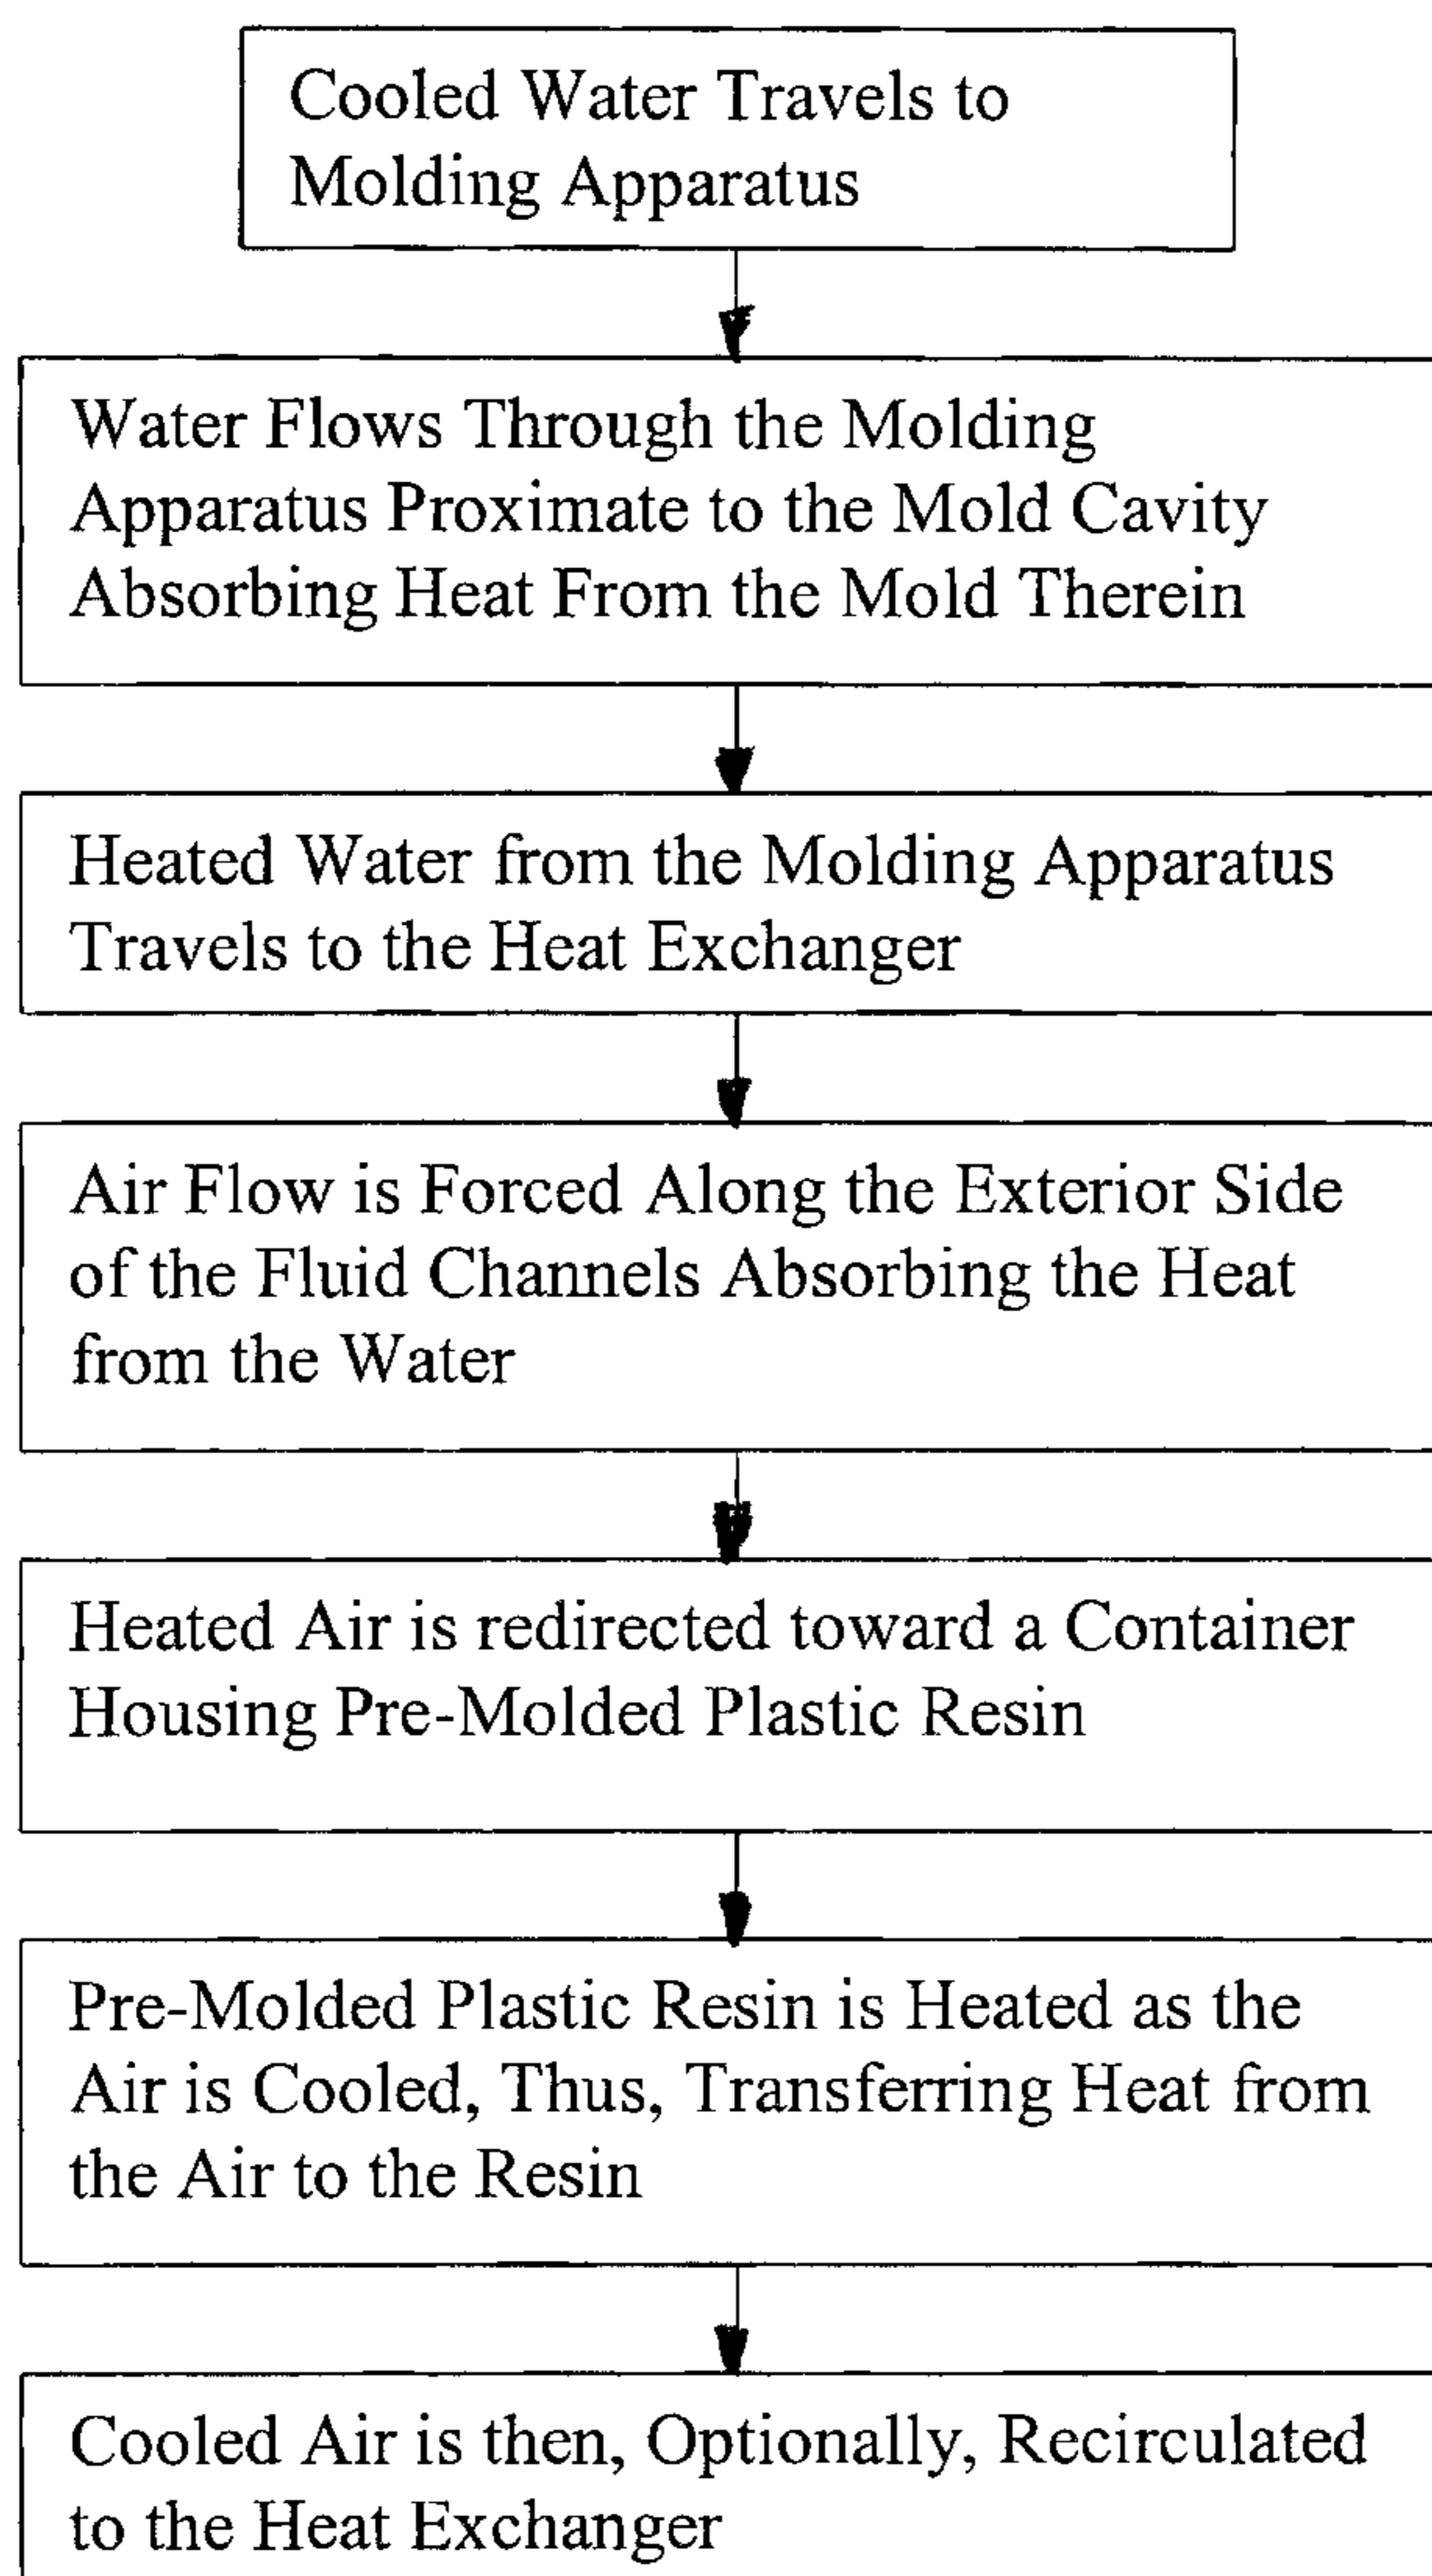 Cooled Water Travels to
Molding Apparatus
Water Flows Through the Molding
Apparatus Proximate to the Mold Cavity
Absorbing Heat From the Mold Therein
Heated Water from the Molding Apparatus
Travels to the Heat Exchanger
Air Flow is Forced Along the Exterior Side
of the Fluid Channels Absorbing the Heat
from the Water
Heated Air is redirected toward a Container
Housing Pre-Molded Plastic Resin
Pre-Molded Plastic Resin is Heated as the
Air is Cooled, Thus, Transferring Heat from
the Air to the Resin
Cooled Air is then, Optionally, Recirculated
to the Heat Exchanger